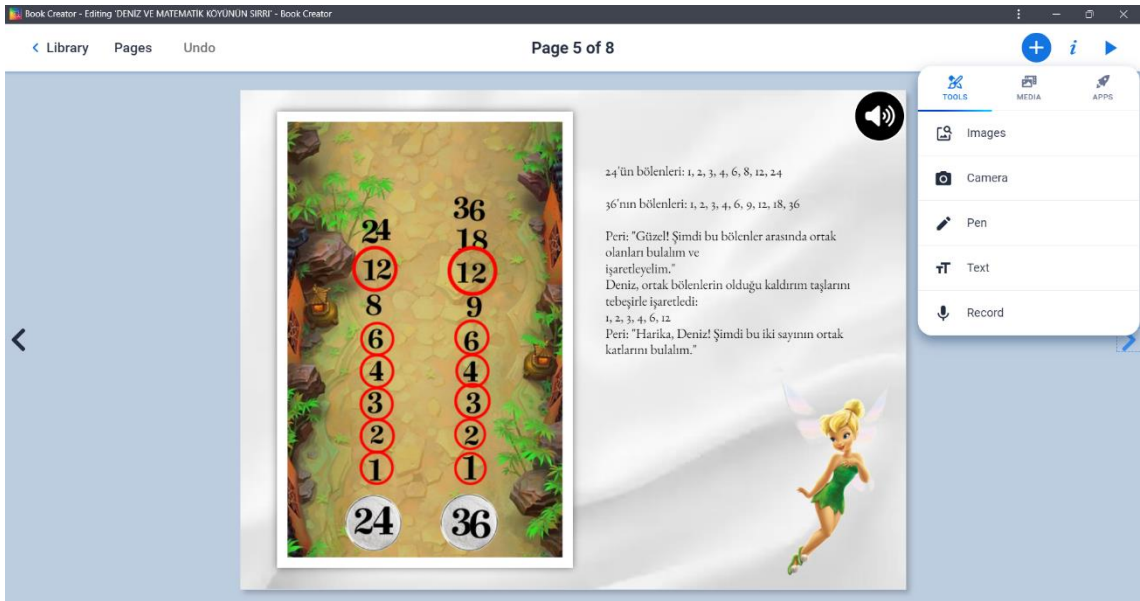 Book Creator - Editing 'DENİZ VE MATEMATİK KÖYÜNÜN SIRRI' - Book Creator
Library Pages Undo
Page 5 of 8
TOOLS MEDIA APPS
Images
Camera
Pen
Text
Record
24 36
12 18
8 12
6 9
4 6
3 4
2 3
1 2
1
24 36
24'ün bölenleri: 1, 2, 3, 4, 6, 8, 12, 24
36'nın bölenleri: 1, 2, 3, 4, 6, 9, 12, 18, 36
Peri: "Güzel! Şimdi bu bölenler arasında ortak
olanları bulalım ve
işaretleyelim."
Deniz, ortak bölenlerin olduğu kaldırım taşlarını
tebeşirle işaretledi:
1, 2, 3, 4, 6, 12
Peri: "Harika, Deniz! Şimdi bu iki sayının ortak
katlarını bulalım."